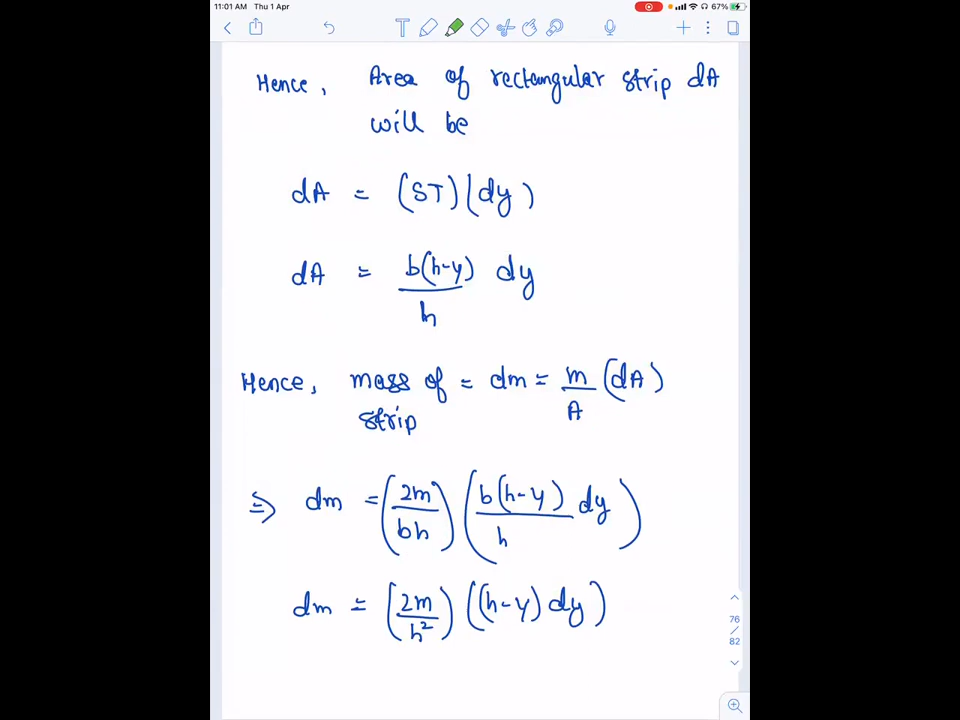 11:01 AM Thu 1 Apr 67%
Hence, Area of rectangular strip dA
will be
dA = (ST)(dy)
dA = b(h-y)/h dy
Hence, mass of = dm = m/A (dA)
strip
⇒ dm = (2m/bh) (b(h-y)/h dy)
dm = (2m/h²) ((h-y) dy)
76
/
82